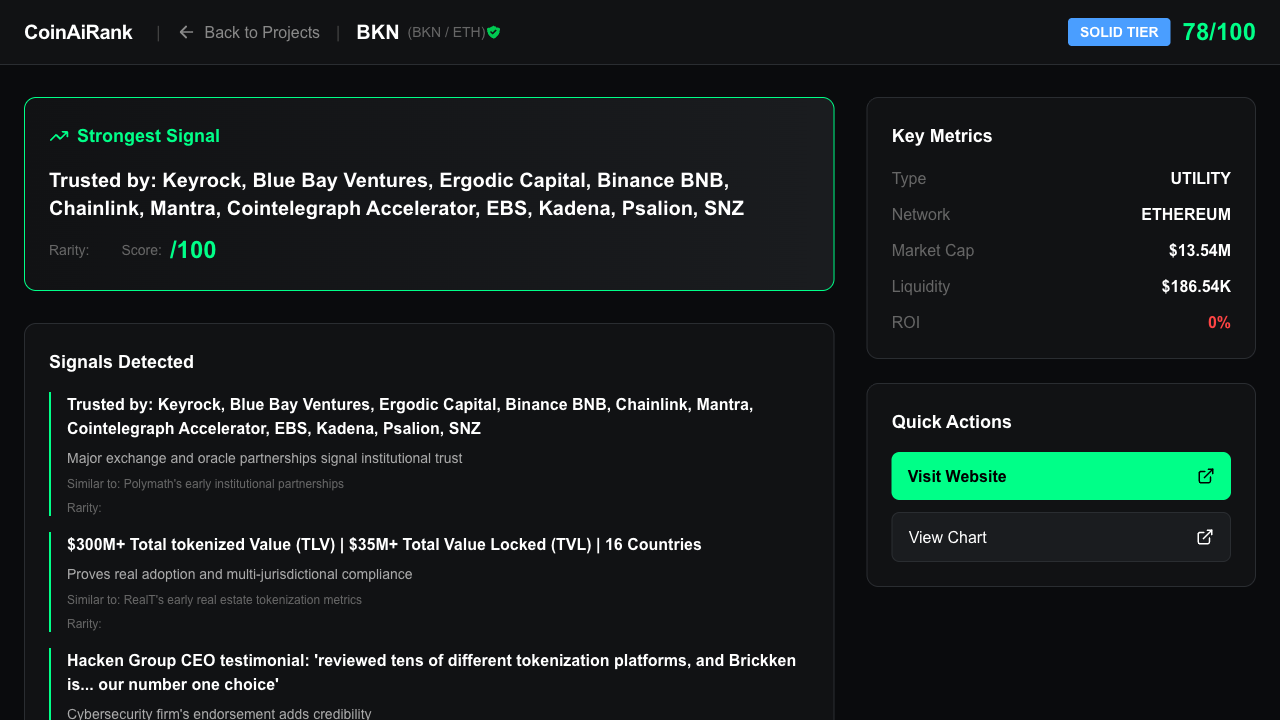 CoinAiRank | Back to Projects | BKN (BKN / ETH) SOLID TIER 78/100
Strongest Signal
Trusted by: Keyrock, Blue Bay Ventures, Ergodic Capital, Binance BNB,
Chainlink, Mantra, Cointelegraph Accelerator, EBS, Kadena, Psalion, SNZ
Rarity: Score: /100
Signals Detected
Trusted by: Keyrock, Blue Bay Ventures, Ergodic Capital, Binance BNB, Chainlink, Mantra,
Cointelegraph Accelerator, EBS, Kadena, Psalion, SNZ
Major exchange and oracle partnerships signal institutional trust
Similar to: Polymath's early institutional partnerships
Rarity:
$300M+ Total tokenized Value (TLV) | $35M+ Total Value Locked (TVL) | 16 Countries
Proves real adoption and multi-jurisdictional compliance
Similar to: RealT's early real estate tokenization metrics
Rarity:
Hacken Group CEO testimonial: 'reviewed tens of different tokenization platforms, and Brickken
is... our number one choice'
Cybersecurity firm's endorsement adds credibility
Key Metrics
Type UTILITY
Network ETHEREUM
Market Cap $13.54M
Liquidity $186.54K
ROI 0%
Quick Actions
Visit Website
View Chart